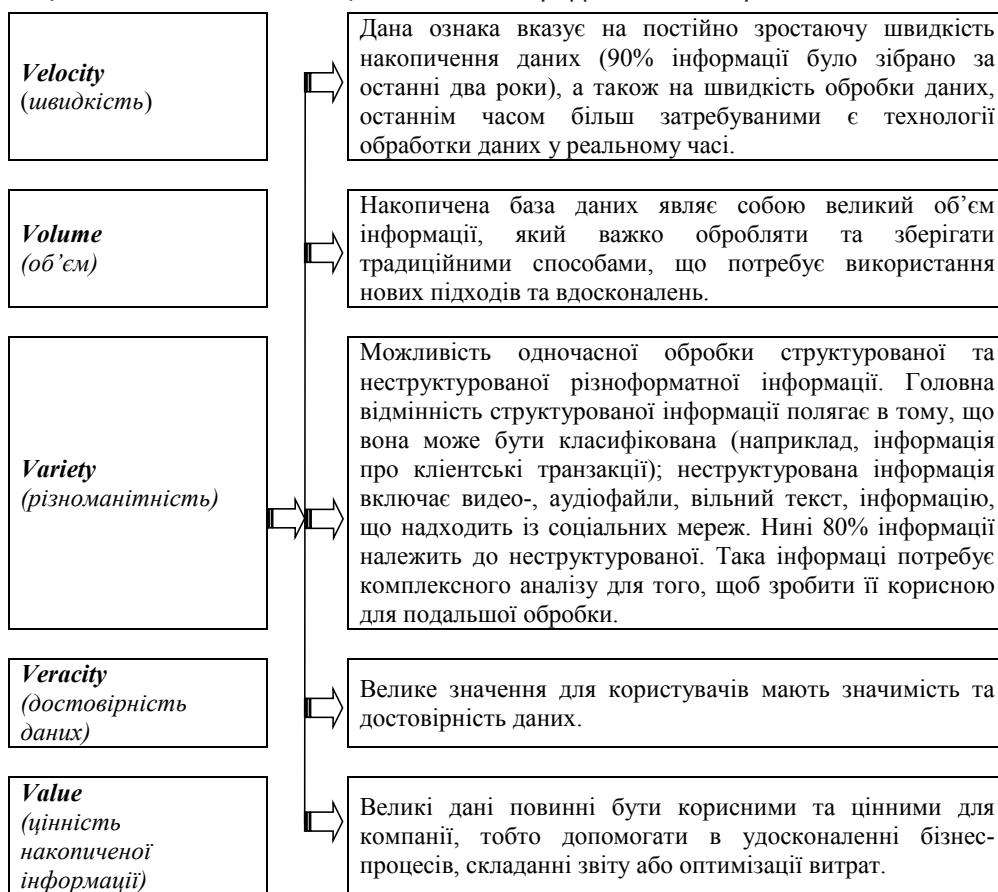 Velocity
(швидкість)
Дана ознака вказує на постійно зростаючу швидкість
накопичення даних (90% інформації було зібрано за
останні два роки), а також на швидкість обробки даних,
останнім часом більш затребуваними є технології
обработки даних у реальному часі.
Volume
(об’єм)
Накопичена база даних являє собою великий об’єм
інформації, який важко обробляти та зберігати
традиційними способами, що потребує використання
нових підходів та вдосконалень.
Variety
(різноманітність)
Можливість одночасної обробки структурованої та
неструктурованої різноформатної інформації. Головна
відмінність структурованої інформації полягає в тому, що
вона може бути класифікована (наприклад, інформація
про кліентські транзакції); неструктурована інформація
включає видео-, аудіофайли, вільний текст, інформацію,
що надходить із соціальних мереж. Нині 80% інформації
належить до неструктурованої. Така інформаці потребує
комплексного аналізу для того, щоб зробити її корисною
для подальшої обробки.
Veracity
(достовірність
даних)
Велике значення для користувачів мають значимість та
достовірність даних.
Value
(цінність
накопиченої
інформації)
Великі дані повинні бути корисними та цінними для
компанії, тобто допомогати в удосконаленні бізнес-
процесів, складанні звіту або оптимізації витрат.